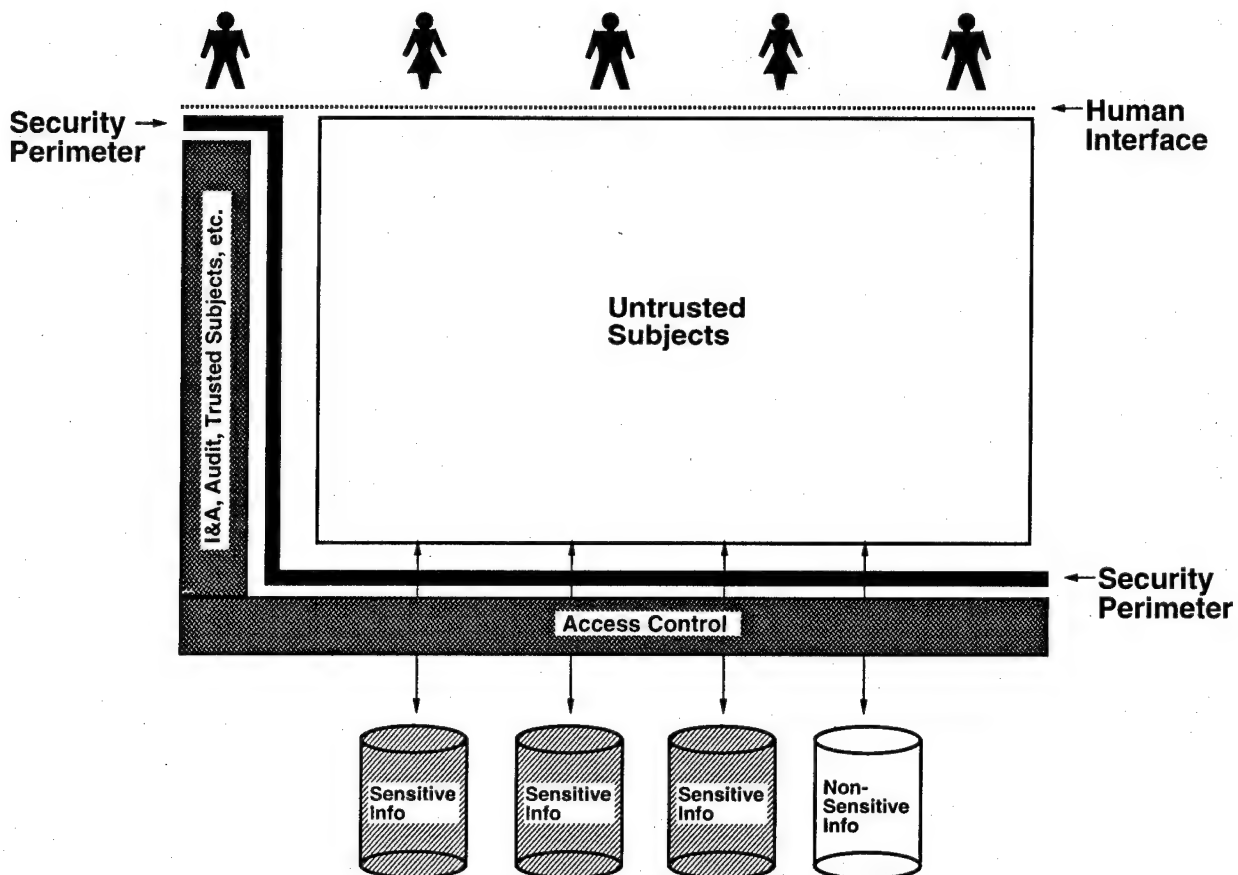 Security
Perimeter
Human
Interface
I&A, Audit, Trusted Subjects, etc.
Untrusted
Subjects
Security
Perimeter
Access Control
Sensitive
Info
Sensitive
Info
Sensitive
Info
Non-
Sensitive
Info